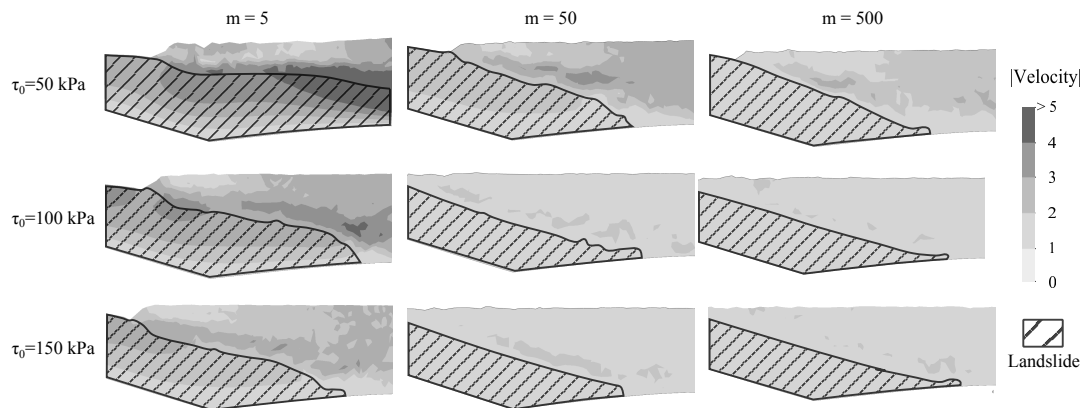 m = 5
m = 50
m = 500
τ₀=50 kPa
τ₀=100 kPa
τ₀=150 kPa
|Velocity|
> 5
4
3
2
1
0
Landslide